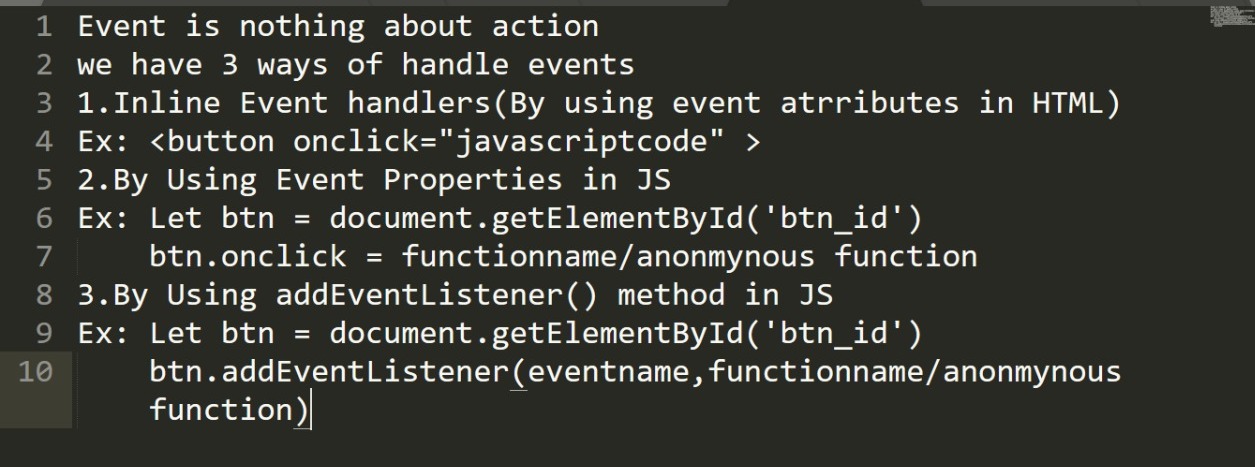 1 Event is nothing about action
2 we have 3 ways of handle events
3 1.Inline Event handlers(By using event atrributes in HTML)
4 Ex: <button onclick="javascriptcode" >
5 2.By Using Event Properties in JS
6 Ex: Let btn = document.getElementById('btn_id')
7 btn.onclick = functionname/anonmynous function
8 3.By Using addEventListener() method in JS
9 Ex: Let btn = document.getElementById('btn_id')
10 btn.addEventListener(eventname,functionname/anonmynous
function)